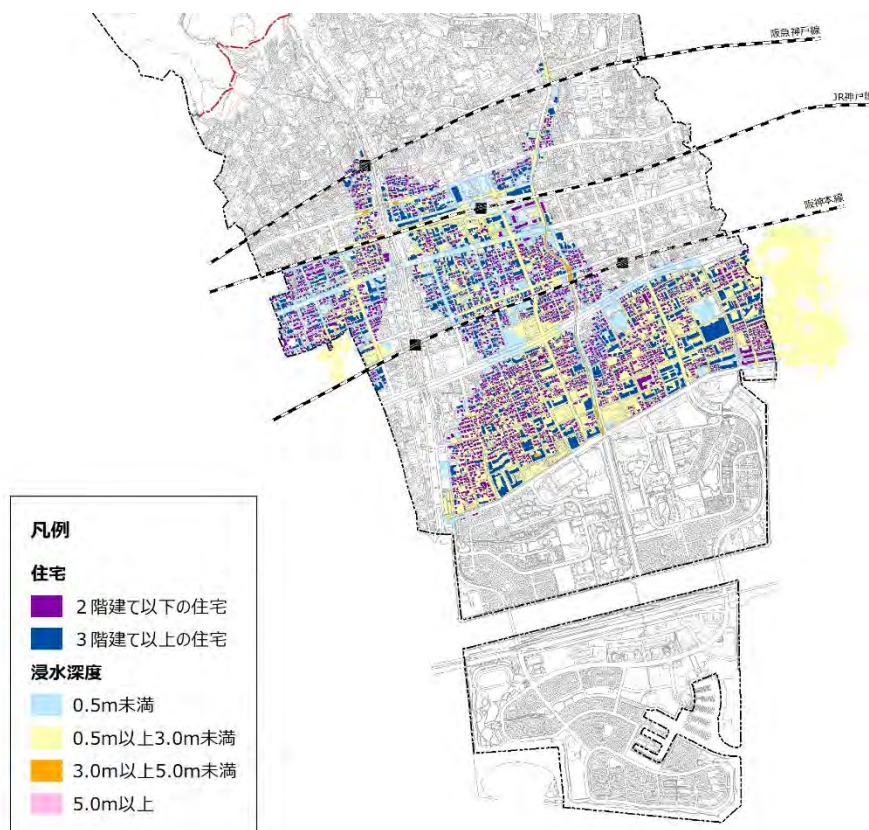 阪急神戸線
JR神戸線
阪神本線
凡例
住宅
2階建て以下の住宅
3階建て以上の住宅
浸水深度
0.5m未満
0.5m以上3.0m未満
3.0m以上5.0m未満
5.0m以上